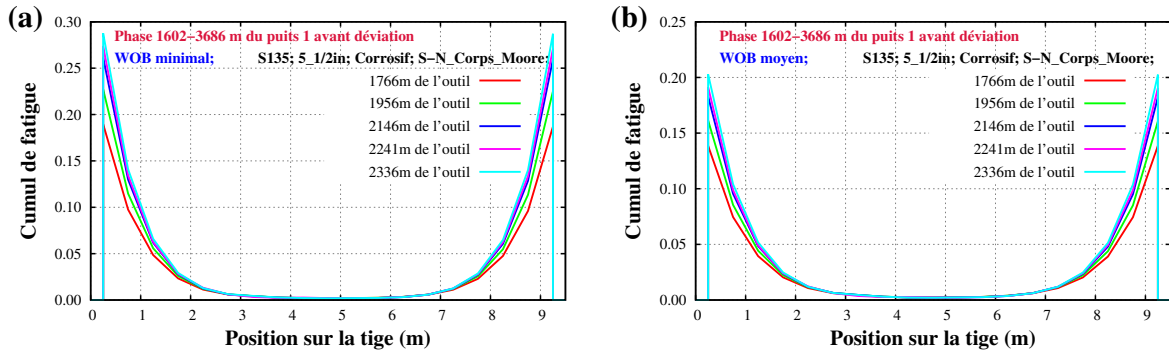 (a)
Phase 1602−3686 m du puits 1 avant déviation
WOB minimal; S135; 5_1/2in; Corrosif; S−N_Corps_Moore;
1766m de l’outil
1956m de l’outil
2146m de l’outil
2241m de l’outil
2336m de l’outil
Cumul de fatigue
0.30
0.25
0.20
0.15
0.10
0.05
0.00
0 1 2 3 4 5 6 7 8 9
Position sur la tige (m)
(b)
Phase 1602−3686 m du puits 1 avant déviation
WOB moyen; S135; 5_1/2in; Corrosif; S−N_Corps_Moore;
1766m de l’outil
1956m de l’outil
2146m de l’outil
2241m de l’outil
2336m de l’outil
Cumul de fatigue
0.25
0.20
0.15
0.10
0.05
0.00
0 1 2 3 4 5 6 7 8 9
Position sur la tige (m)